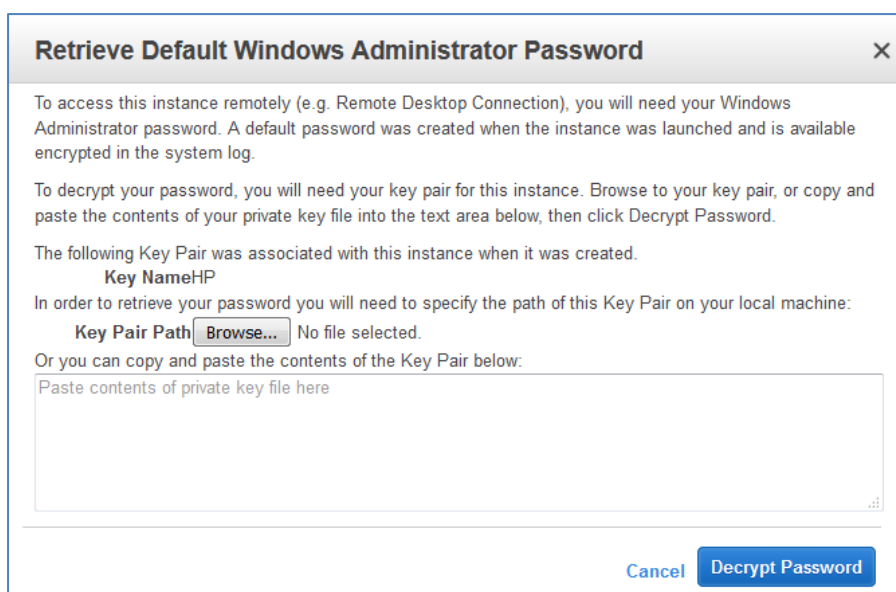 Retrieve Default Windows Administrator Password ×
To access this instance remotely (e.g. Remote Desktop Connection), you will need your Windows
Administrator password. A default password was created when the instance was launched and is available
encrypted in the system log.
To decrypt your password, you will need your key pair for this instance. Browse to your key pair, or copy and
paste the contents of your private key file into the text area below, then click Decrypt Password.
The following Key Pair was associated with this instance when it was created.
Key NameHP
In order to retrieve your password you will need to specify the path of this Key Pair on your local machine:
Key Pair Path Browse... No file selected.
Or you can copy and paste the contents of the Key Pair below:
Paste contents of private key file here
Cancel Decrypt Password